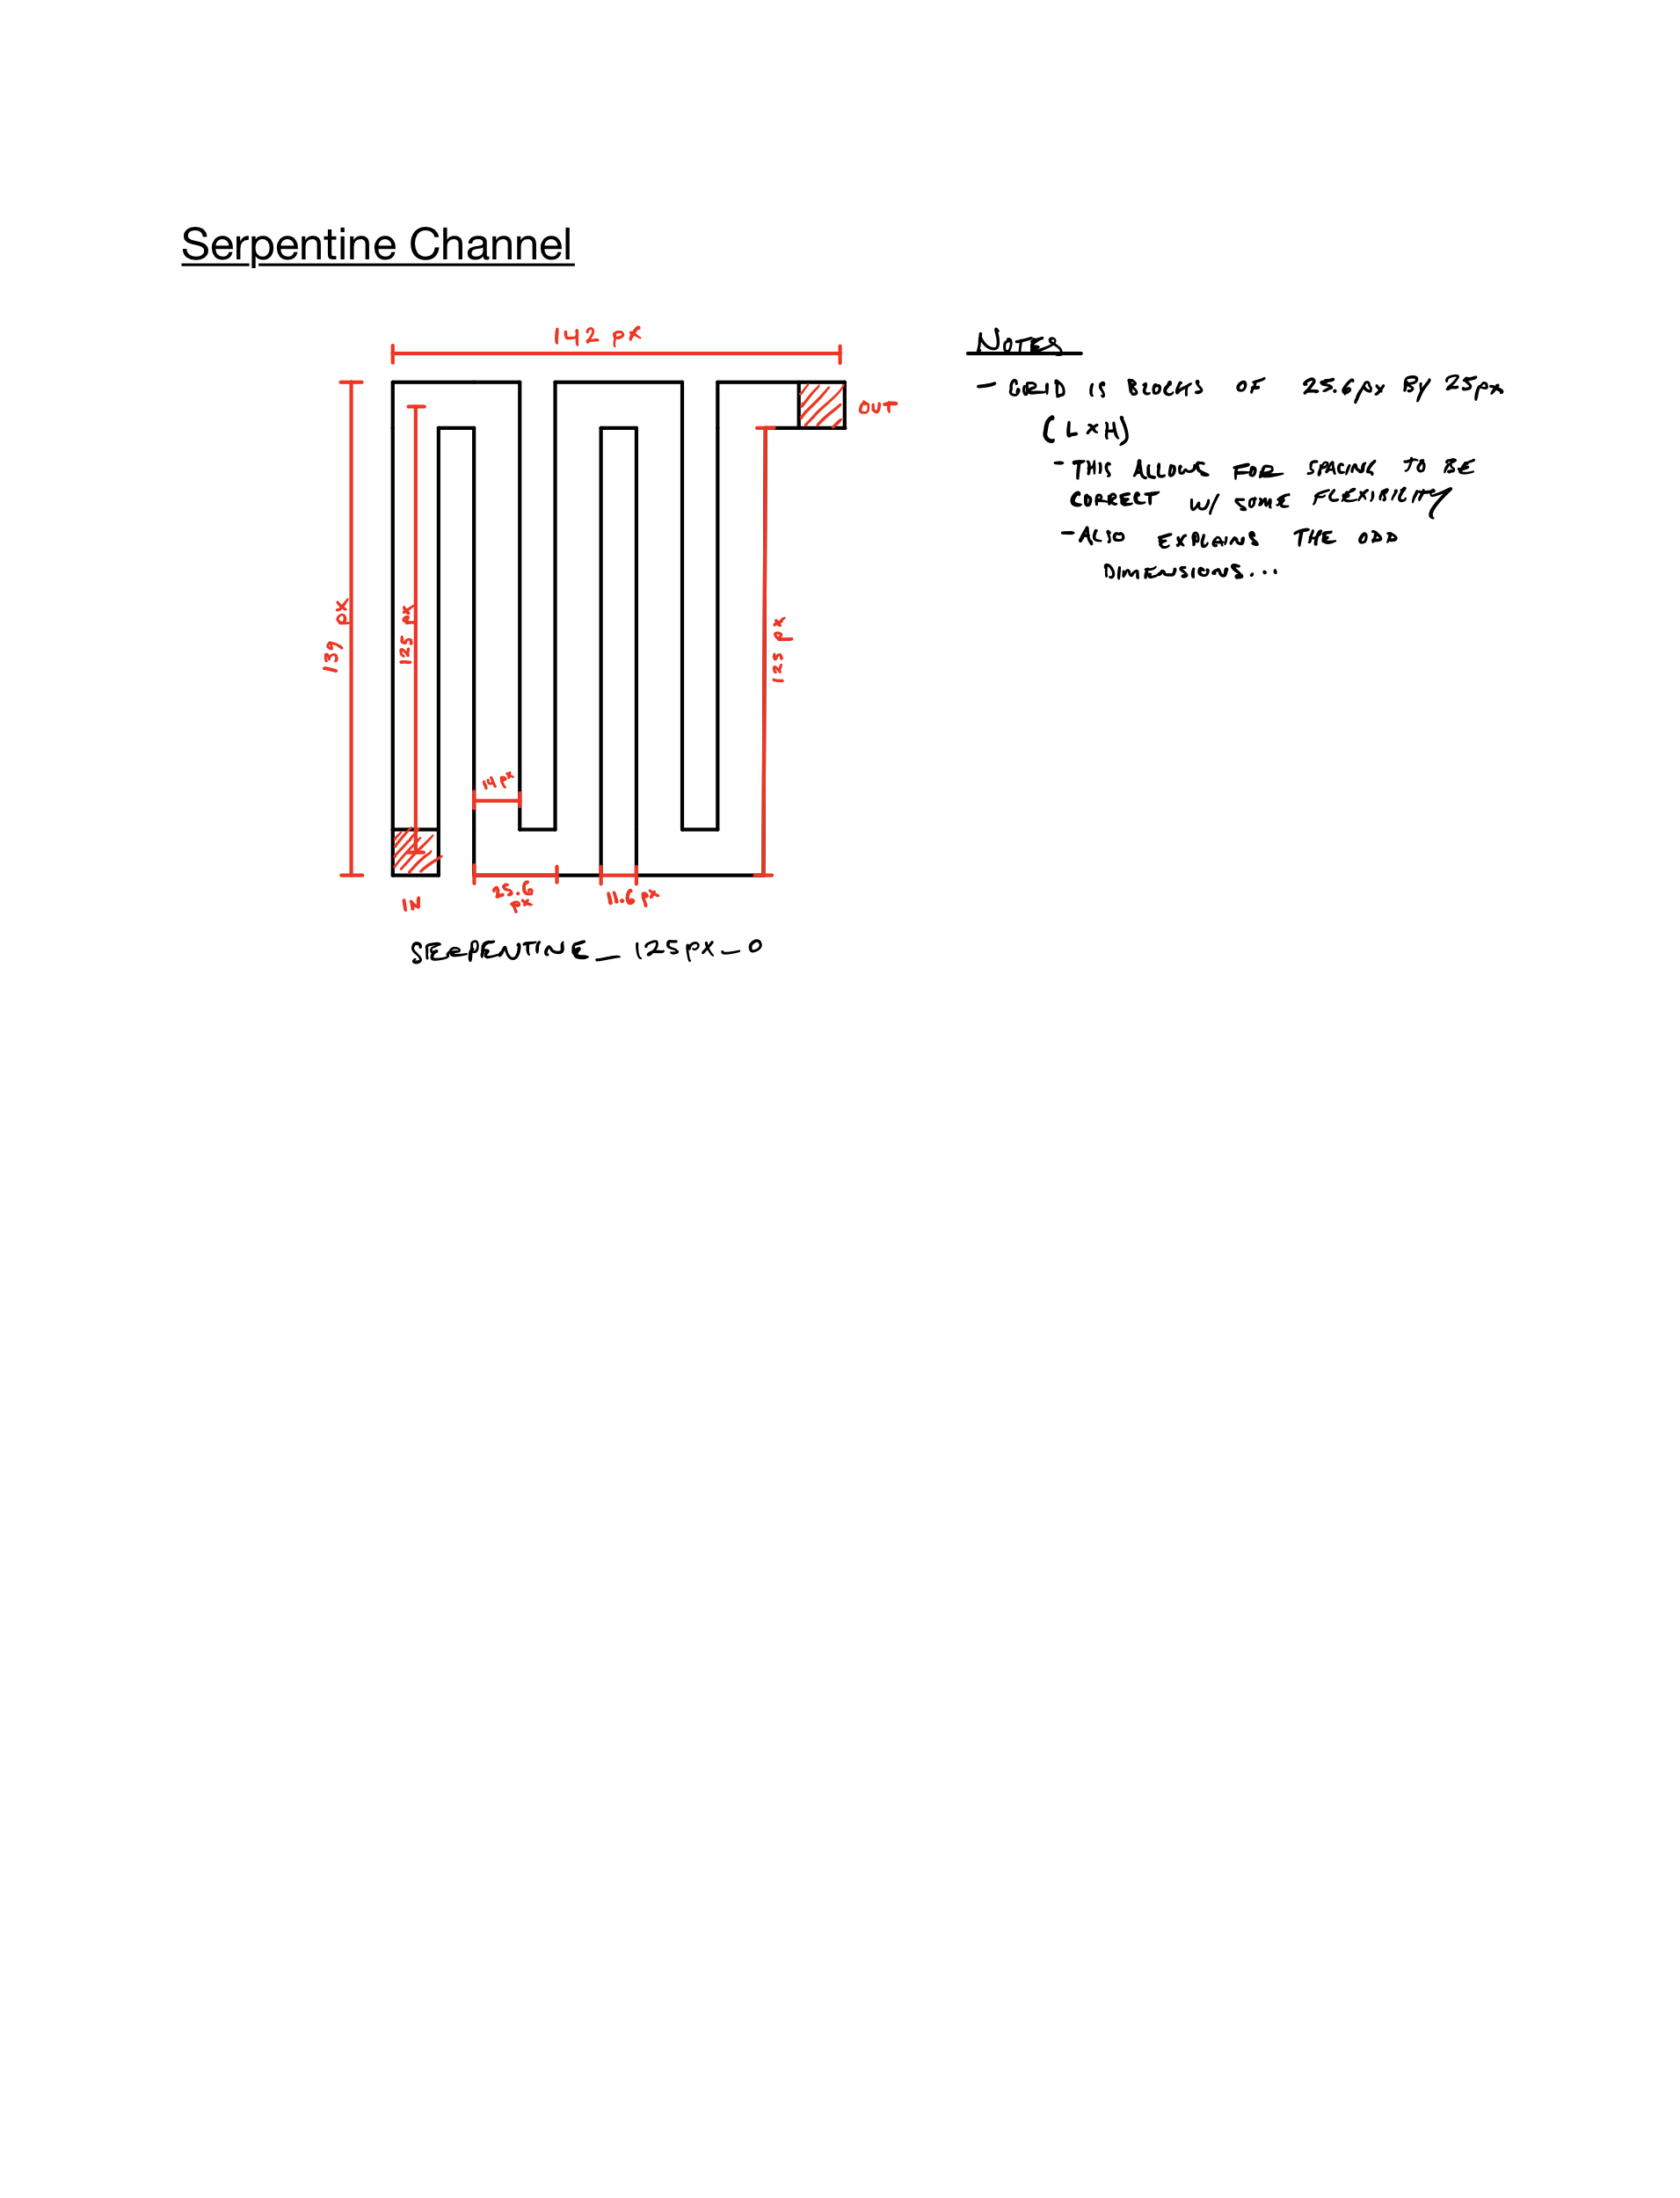 Serpentine Channel
142 px
NOTES
- GRID IS BLOCKS OF 25.6px BY 25px
(L×H)
- THIS ALLOWS FOR SPACING TO BE
CORRECT W/ SOME FLEXIBILITY
- ALSO EXPLAINS THE ODD
DIMENSIONS...
OUT
139 px
125 px
125 px
14 px
25.6
px
11.6 px
IN
SERPENTINE_125px_0